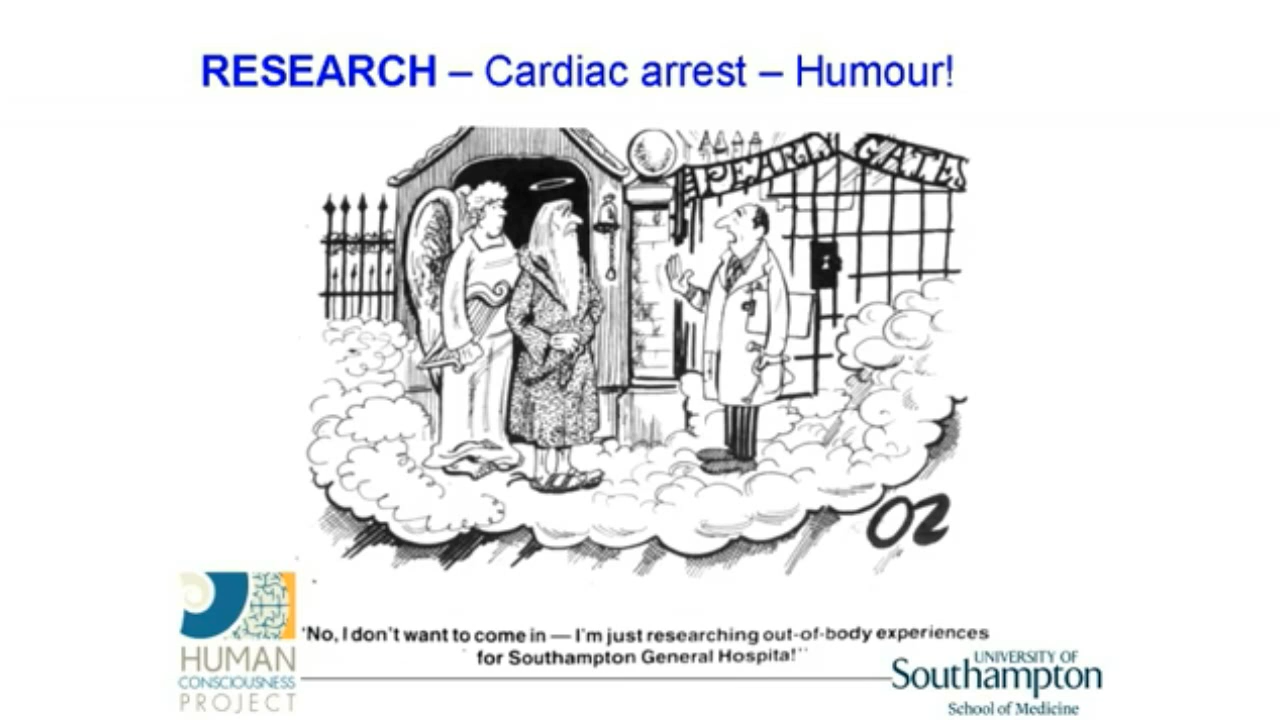 RESEARCH – Cardiac arrest – Humour!
PEARLY GATES
OZ
'No, I don't want to come in — I'm just researching out-of-body experiences
for Southampton General Hospital''
HUMAN
CONSCIOUSNESS
PROJECT
UNIVERSITY OF
Southampton
School of Medicine